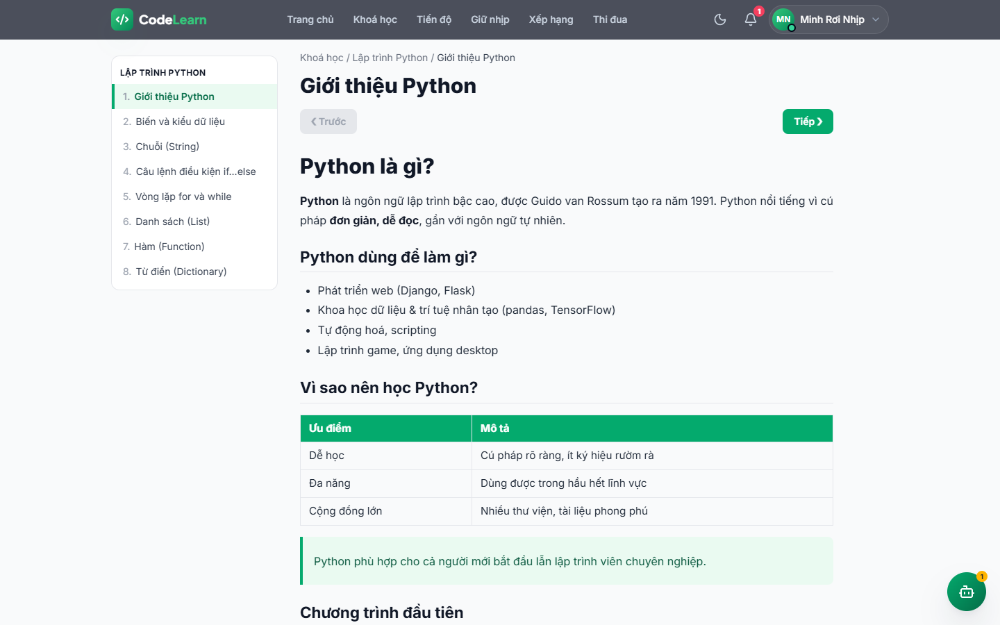 CodeLearn
Trang chủ
Khoá học
Tiến độ
Giữ nhịp
Xếp hạng
Thi đua
1
MN
Minh Rơi Nhịp
LẬP TRÌNH PYTHON
1. Giới thiệu Python
2. Biến và kiểu dữ liệu
3. Chuỗi (String)
4. Câu lệnh điều kiện if...else
5. Vòng lặp for và while
6. Danh sách (List)
7. Hàm (Function)
8. Từ điển (Dictionary)
Khoá học / Lập trình Python / Giới thiệu Python
Giới thiệu Python
❮ Trước
Tiếp ❯
Python là gì?
Python là ngôn ngữ lập trình bậc cao, được Guido van Rossum tạo ra năm 1991. Python nổi tiếng vì cú
pháp đơn giản, dễ đọc, gần với ngôn ngữ tự nhiên.
Python dùng để làm gì?
• Phát triển web (Django, Flask)
• Khoa học dữ liệu & trí tuệ nhân tạo (pandas, TensorFlow)
• Tự động hoá, scripting
• Lập trình game, ứng dụng desktop
Vì sao nên học Python?
Ưu điểm
Mô tả
Dễ học
Cú pháp rõ ràng, ít ký hiệu rườm rà
Đa năng
Dùng được trong hầu hết lĩnh vực
Cộng đồng lớn
Nhiều thư viện, tài liệu phong phú
Python phù hợp cho cả người mới bắt đầu lẫn lập trình viên chuyên nghiệp.
1
Chương trình đầu tiên